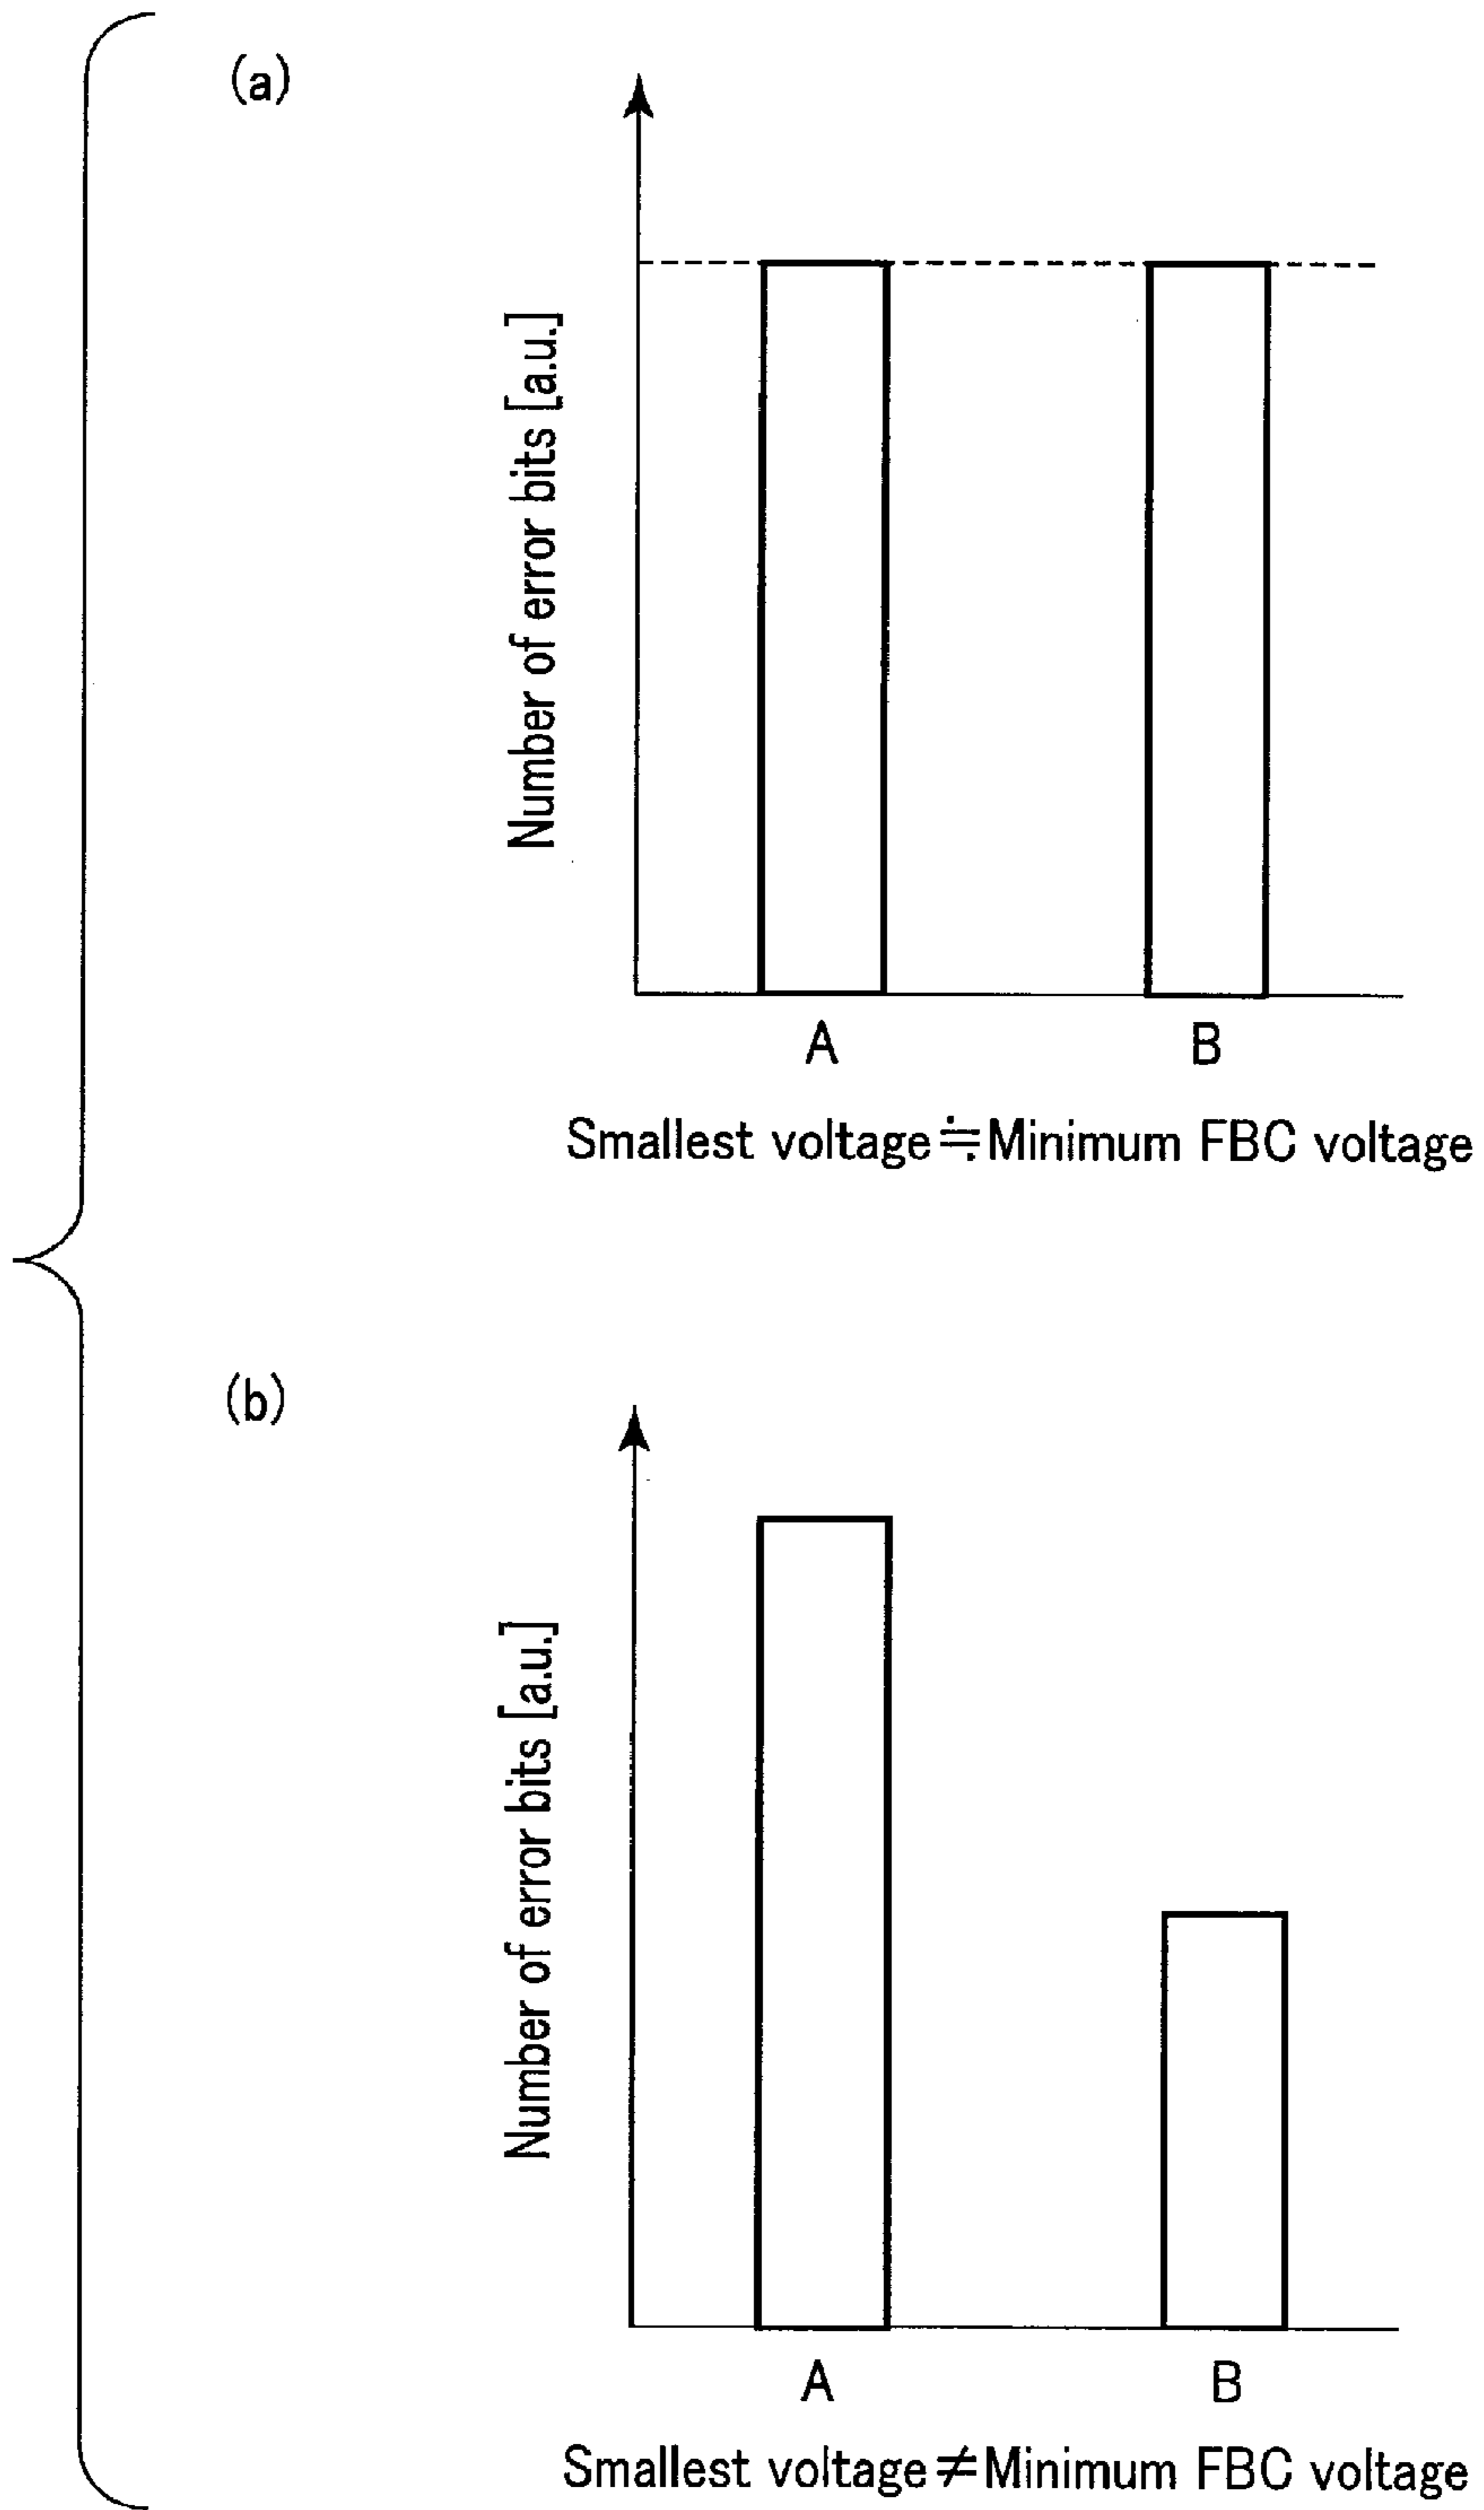 (a)
Number of error bits [a.u.]
A B
Smallest voltage≒Minimum FBC voltage
(b)
Number of error bits [a.u.]
A B
Smallest voltage≠Minimum FBC voltage